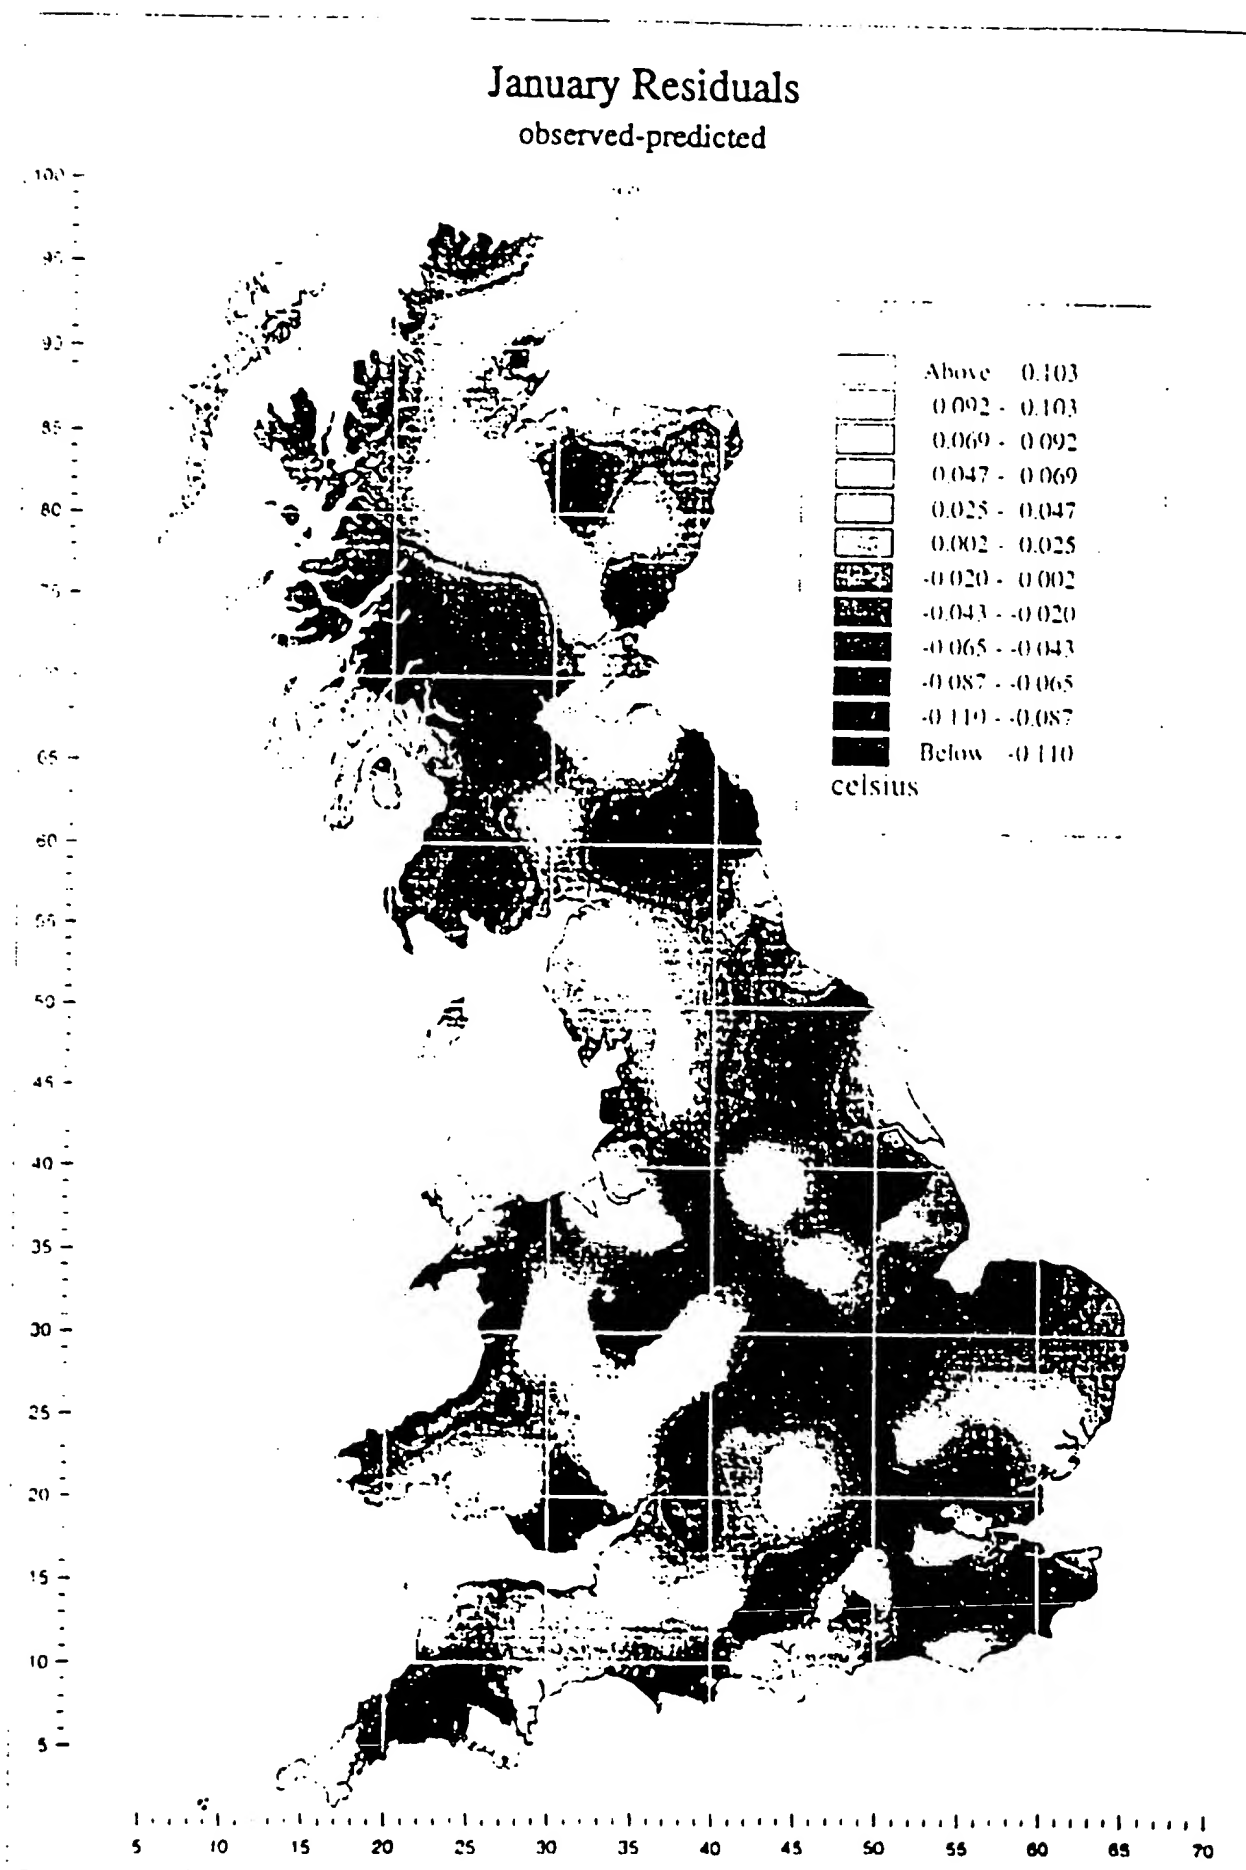 January Residuals
observed-predicted
100
95
90
85
80
75
65
60
55
50
45
40
35
30
25
20
15
10
5
Above 0.103
0.092 - 0.103
0.069 - 0.092
0.047 - 0.069
0.025 - 0.047
0.002 - 0.025
-0.020 - 0.002
-0.043 - -0.020
-0.065 - -0.043
-0.087 - -0.065
-0.110 - -0.087
Below -0.110
celsius
5 10 15 20 25 30 35 40 45 50 55 60 65 70